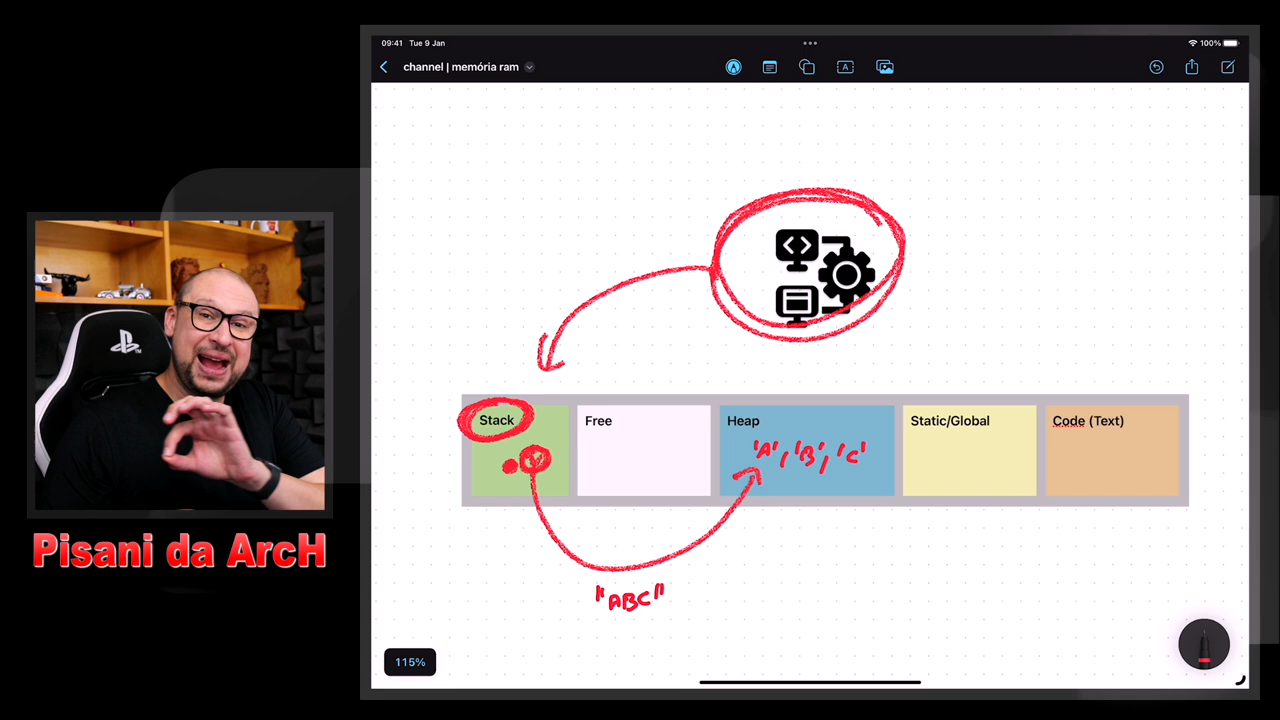 09:41 Tue 9 Jan
100%
channel | memória ram
A
Stack
Free
Heap
Static/Global
Code (Text)
'A', 'B', 'C'
"ABC"
Pisani da ArcH
115%